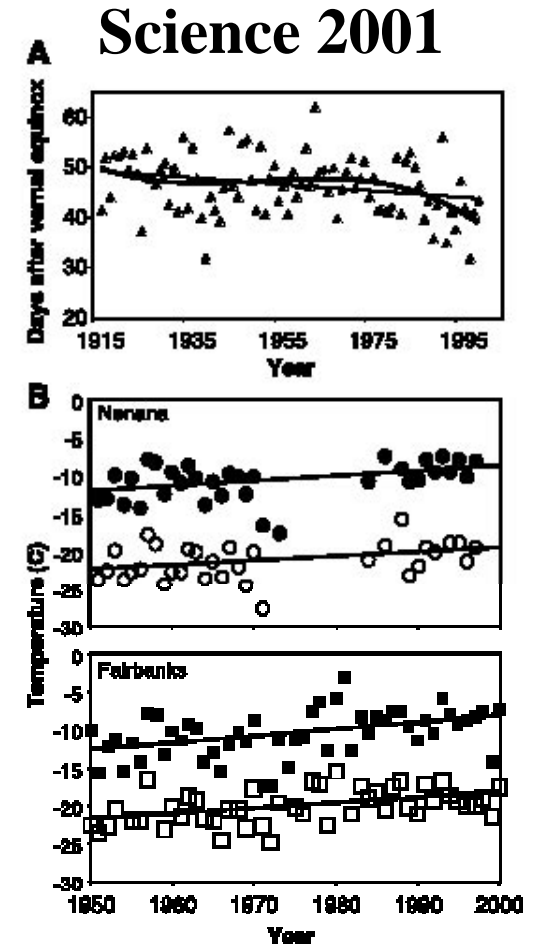 Science 2001
A
Days after vernal equinox
60
50
40
30
20
1915 1935 1955 1975 1995
Year
B
Temperature (C)
0
Nenana
-5
-10
-15
-20
-25
-30
0
Fairbanks
-5
-10
-15
-20
-25
-30
1950 1960 1970 1980 1990 2000
Year